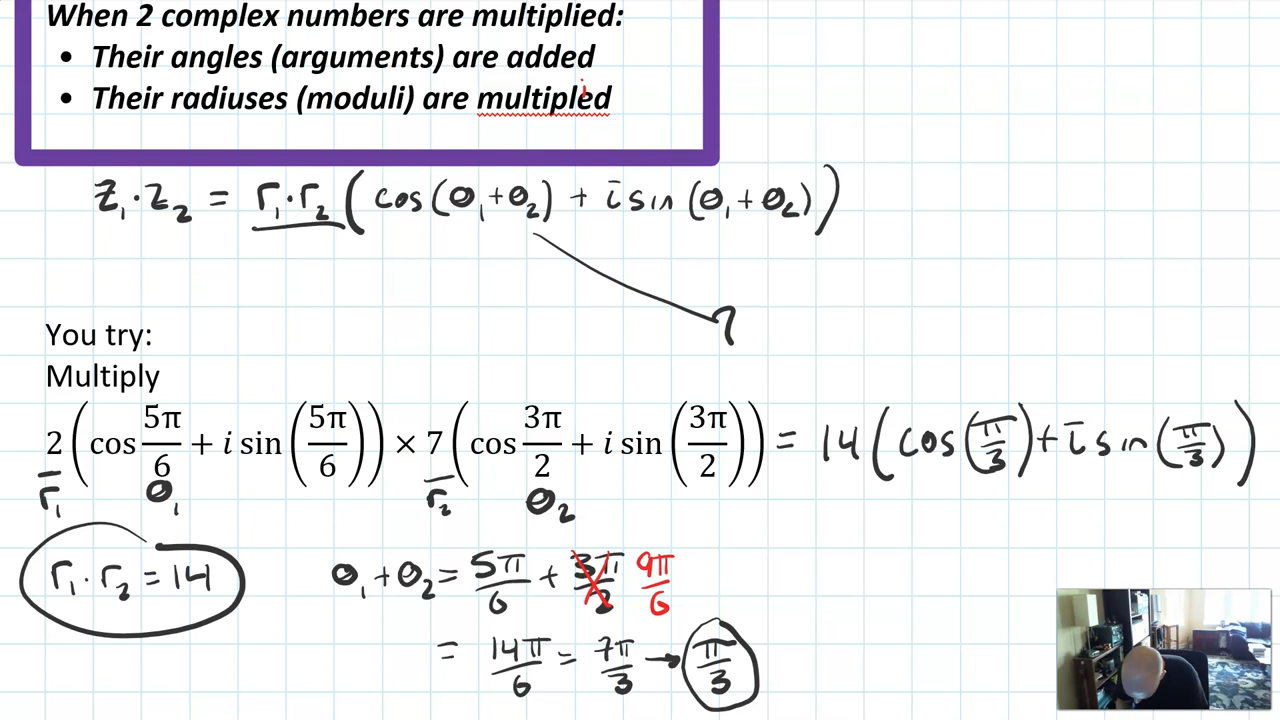 When 2 complex numbers are multiplied:
• Their angles (arguments) are added
• Their radiuses (moduli) are multiplied
z₁·z₂ = r₁·r₂ (cos(θ₁+θ₂) + i sin(θ₁+θ₂))
You try:
Multiply
2(cos 5π/6 + i sin(5π/6)) × 7(cos 3π/2 + i sin(3π/2)) = 14(cos(π/3) + i sin(π/3))
r₁ θ₁ r₂ θ₂
r₁·r₂ = 14
θ₁+θ₂ = 5π/6 + 3π/2 9π/6
= 14π/6 = 7π/3 → π/3